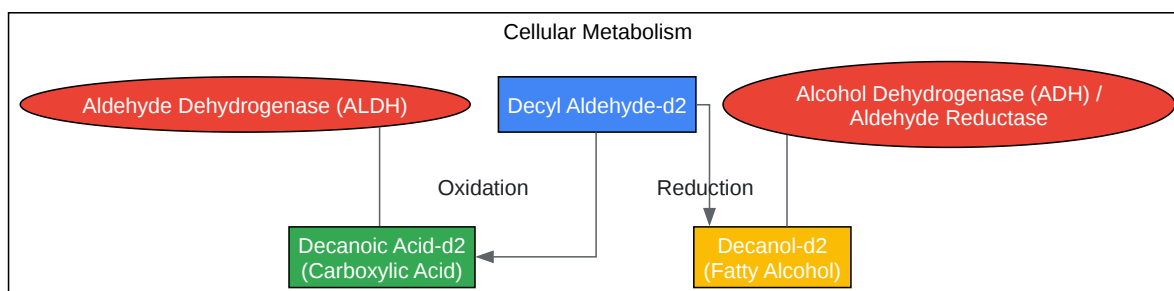 Cellular Metabolism
Aldehyde Dehydrogenase (ALDH)
Decyl Aldehyde-d2
Alcohol Dehydrogenase (ADH) /
Aldehyde Reductase
Oxidation
Reduction
Decanoic Acid-d2
(Carboxylic Acid)
Decanol-d2
(Fatty Alcohol)